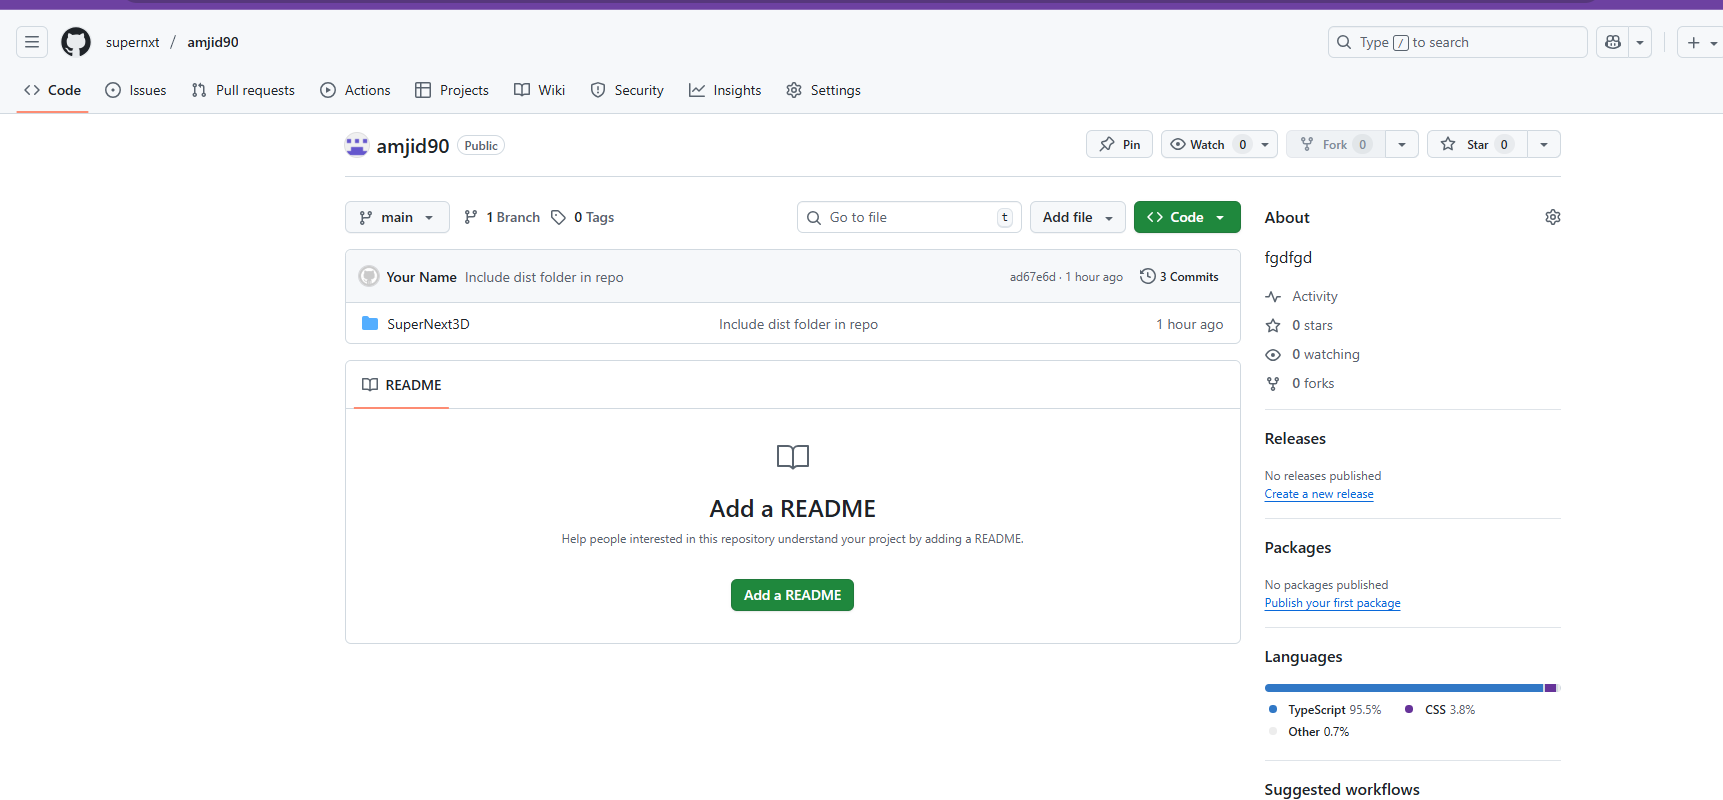 supernxt / amjid90
Type / to search
Code Issues Pull requests Actions Projects Wiki Security Insights Settings
amjid90 Public
Pin Watch 0 Fork 0 Star 0
main 1 Branch 0 Tags Go to file t Add file Code
Your Name Include dist folder in repo ad67e6d · 1 hour ago 3 Commits
SuperNext3D Include dist folder in repo 1 hour ago
README
Add a README
Help people interested in this repository understand your project by adding a README.
Add a README
About
fgdfgd
Activity
0 stars
0 watching
0 forks
Releases
No releases published
Create a new release
Packages
No packages published
Publish your first package
Languages
TypeScript 95.5% CSS 3.8%
Other 0.7%
Suggested workflows